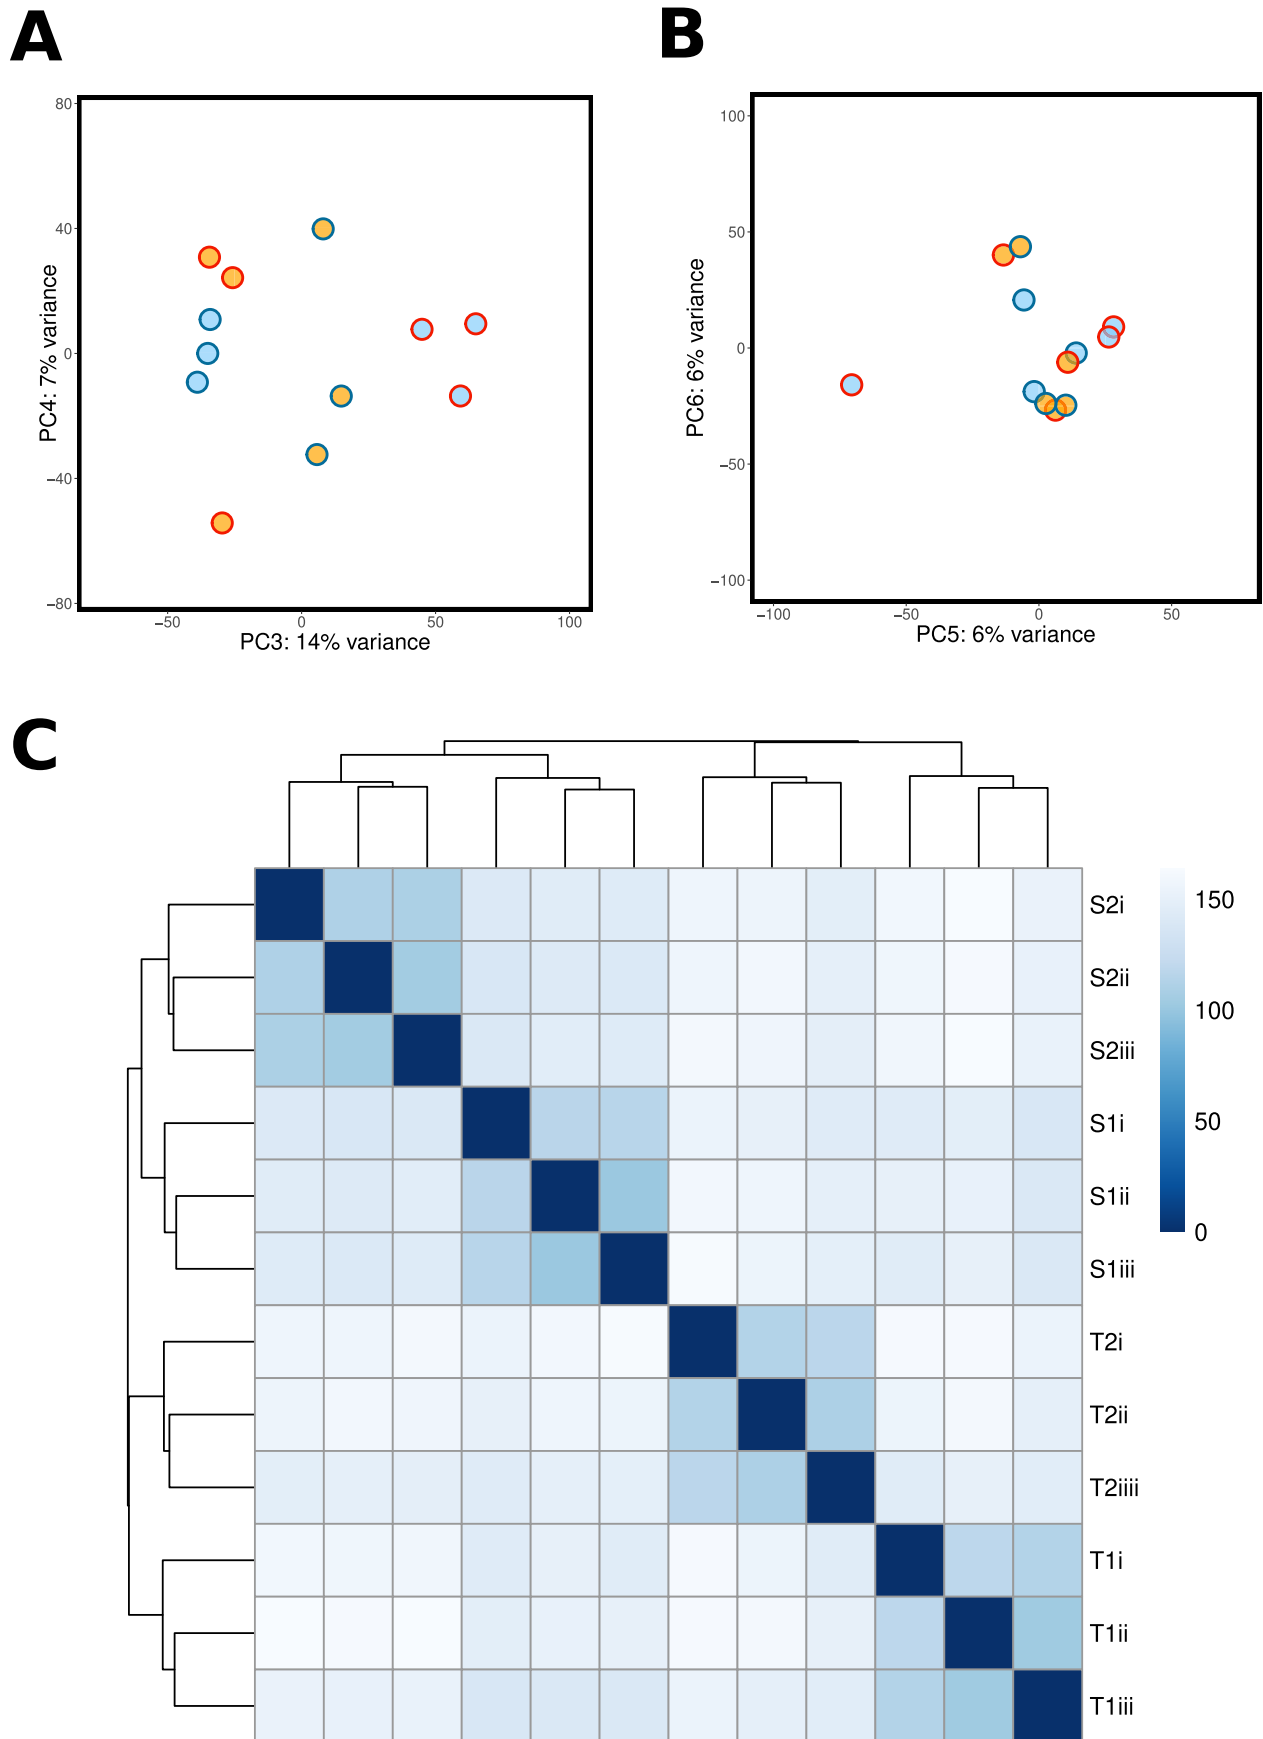 A
B
80
40
0
−40
−80
−50
0
50
100
PC4: 7% variance
PC3: 14% variance
100
50
0
−50
−100
−100
−50
0
50
PC6: 6% variance
PC5: 6% variance
C
S2i
S2ii
S2iii
S1i
S1ii
S1iii
T2i
T2ii
T2iiii
T1i
T1ii
T1iii
150
100
50
0